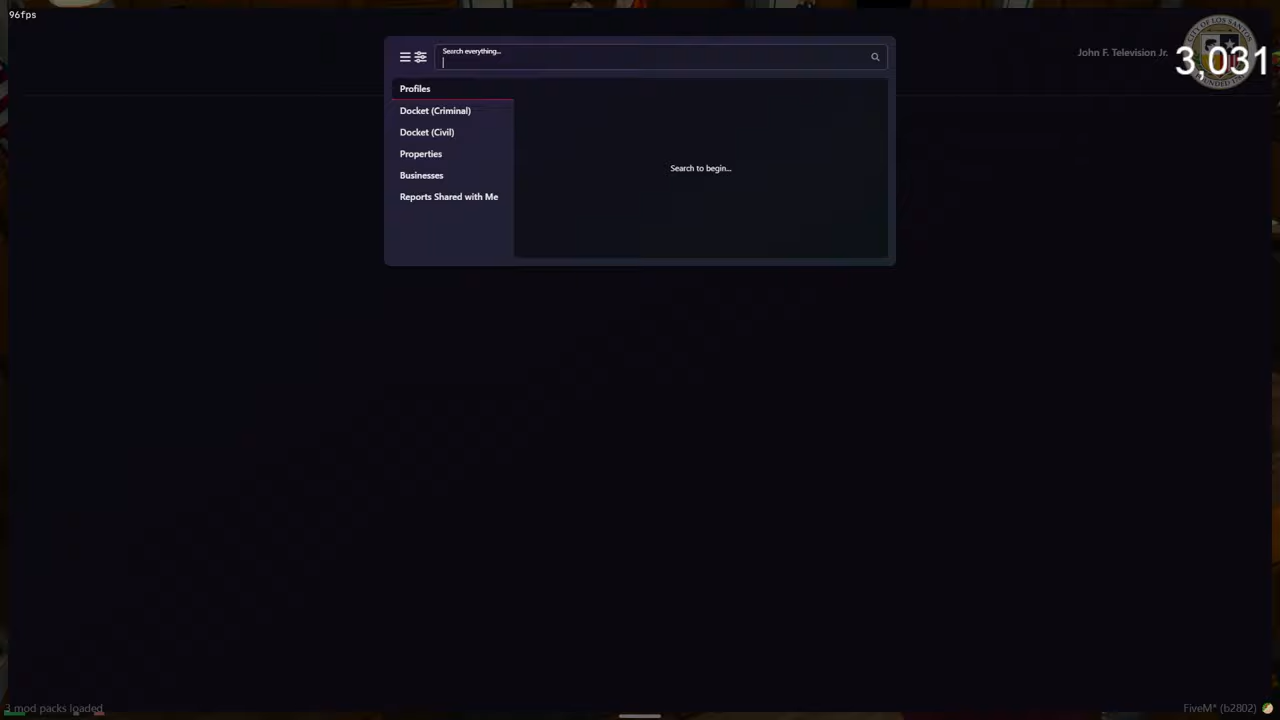 96fps
Search everything...
John F. Television Jr.
3,031
Profiles
Docket (Criminal)
Docket (Civil)
Properties
Businesses
Reports Shared with Me
Search to begin...
3 mod packs loaded
FiveM* (b2802)